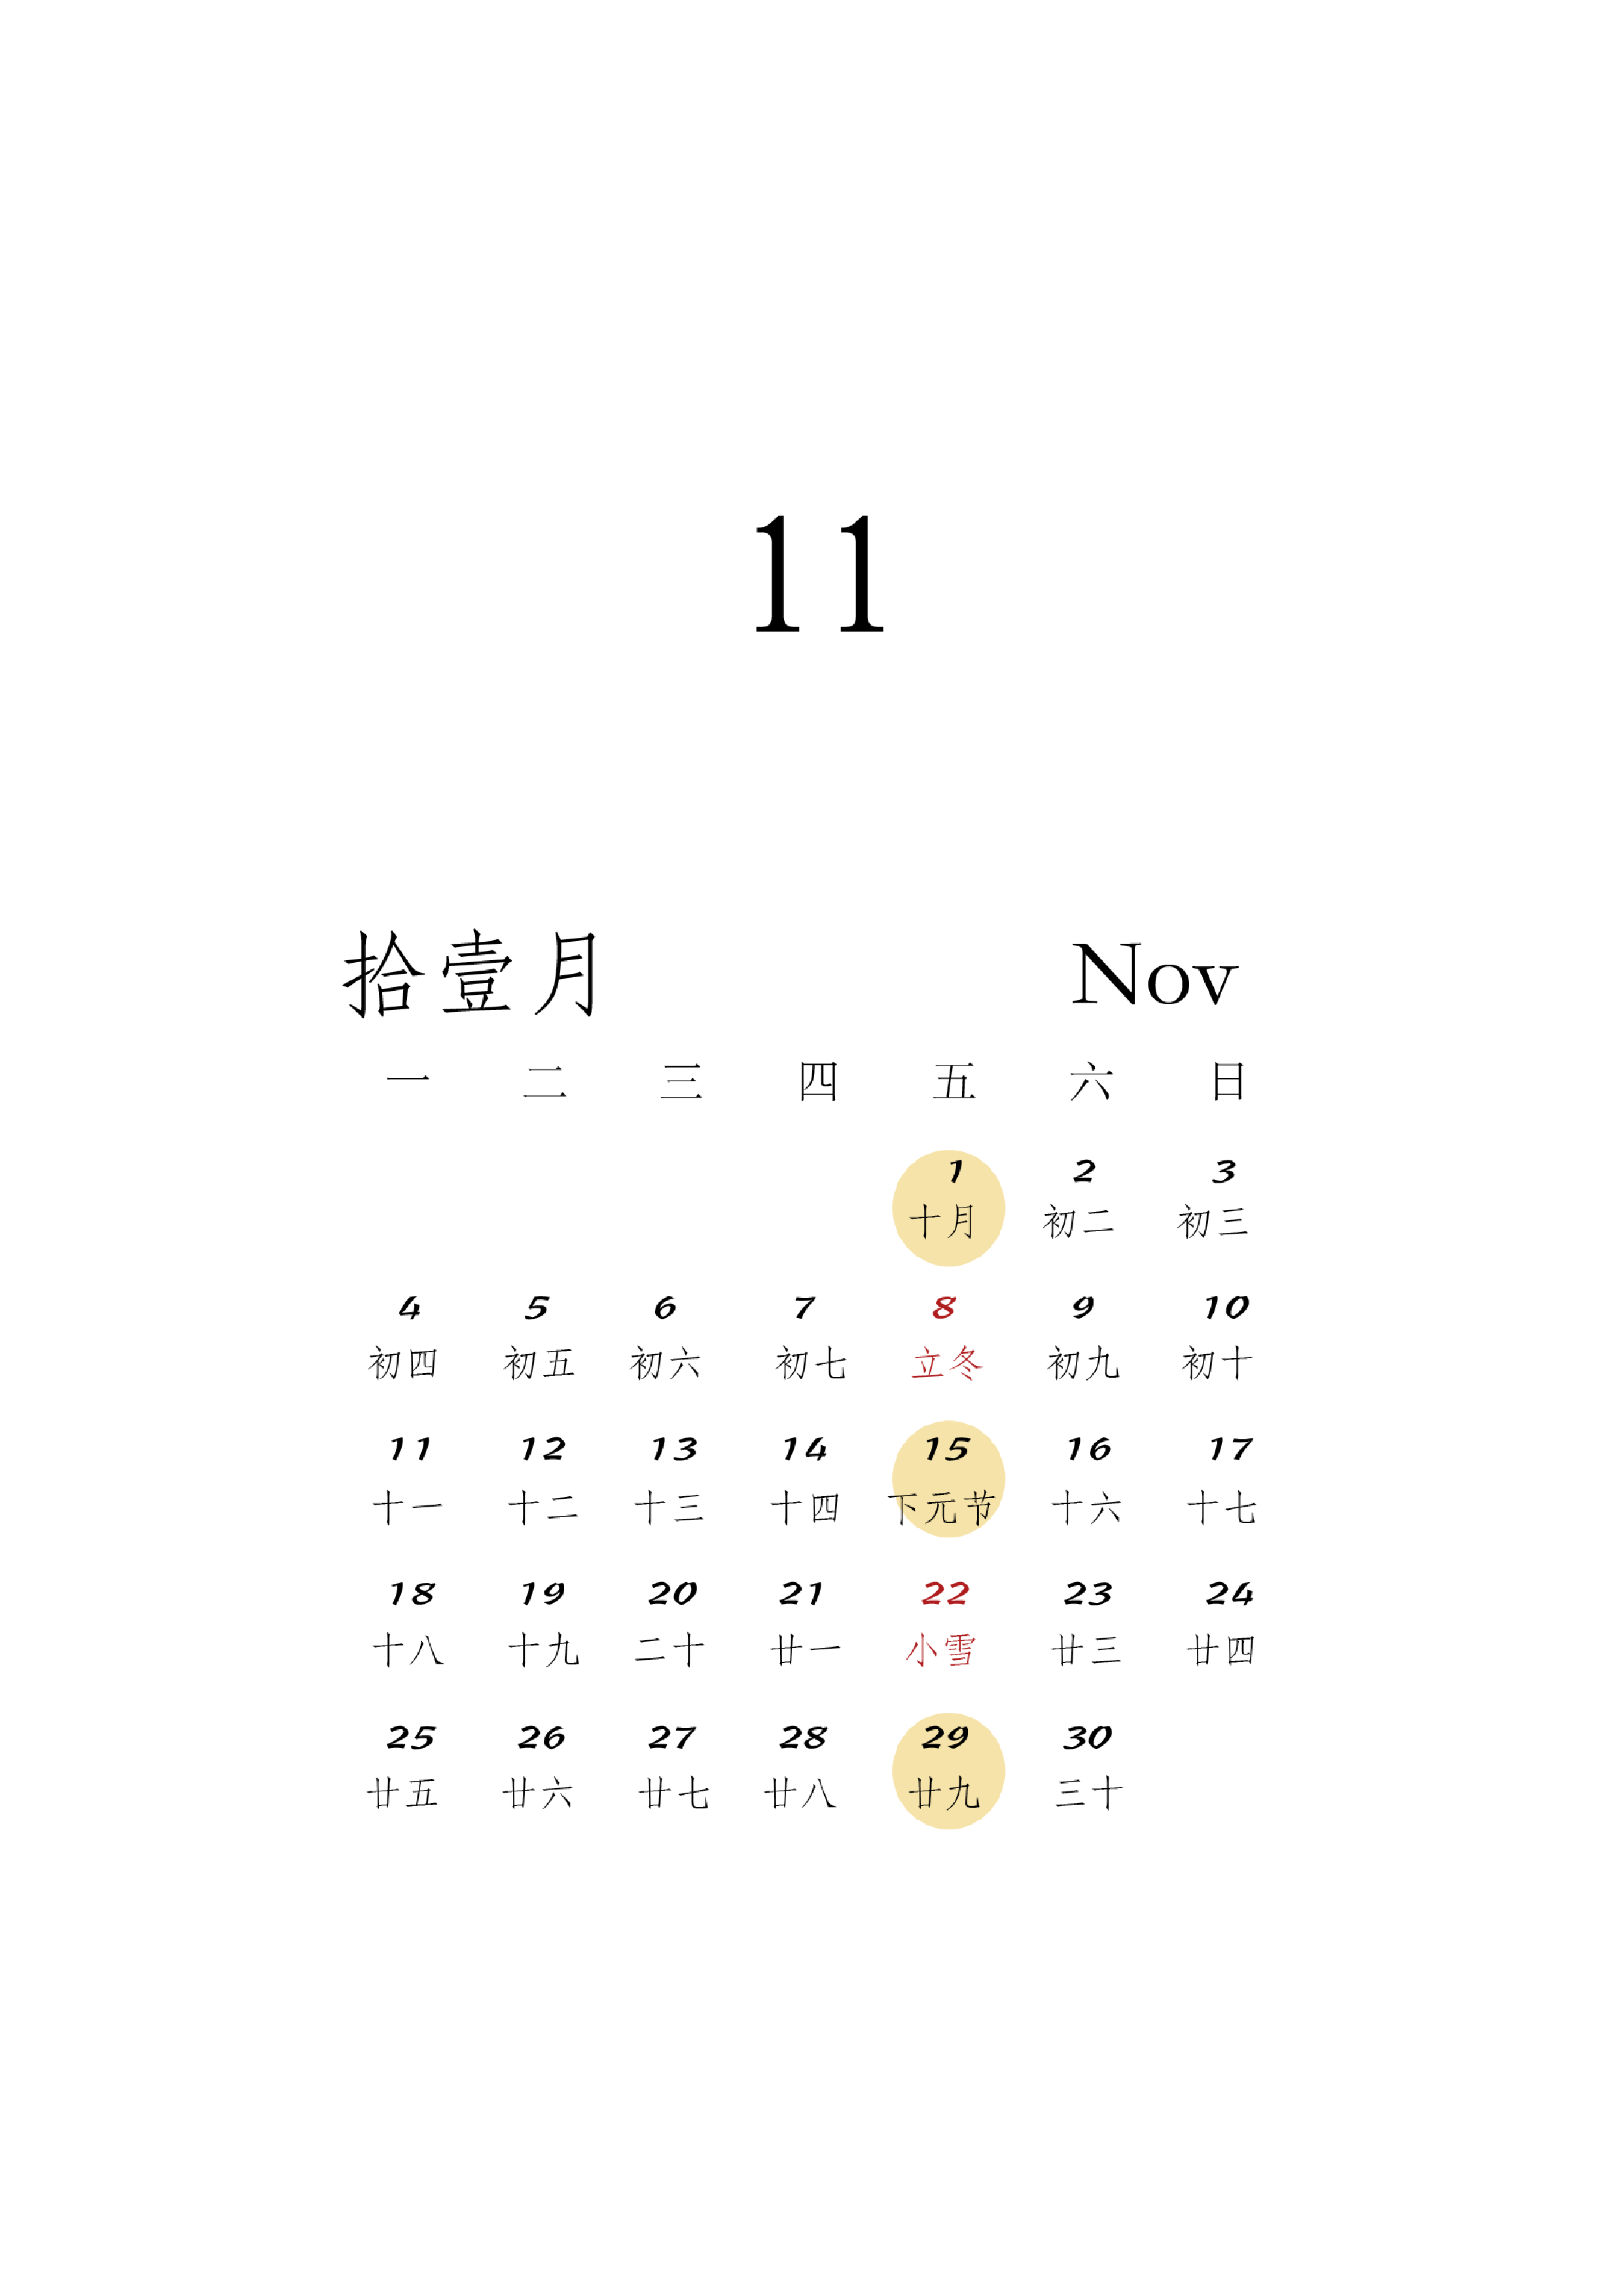 11
拾壹月 Nov
一 二 三 四 五 六 日
1 2 3
十月 初二 初三
4 5 6 7 8 9 10
初四 初五 初六 初七 立冬 初九 初十
11 12 13 14 15 16 17
十一 十二 十三 十四 下元节 十六 十七
18 19 20 21 22 23 24
十八 十九 二十 廿一 小雪 廿三 廿四
25 26 27 28 29 30
廿五 廿六 廿七 廿八 廿九 三十